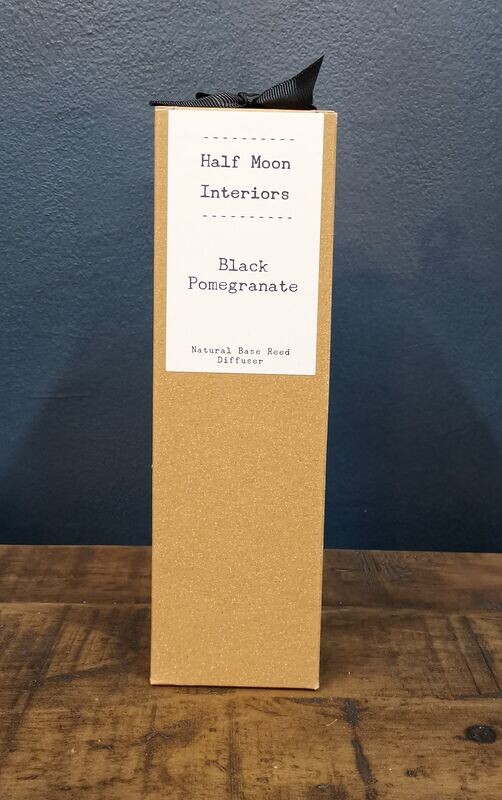 Half Moon
Interiors
Black
Pomegranate
Natural Base Reed
Diffuser